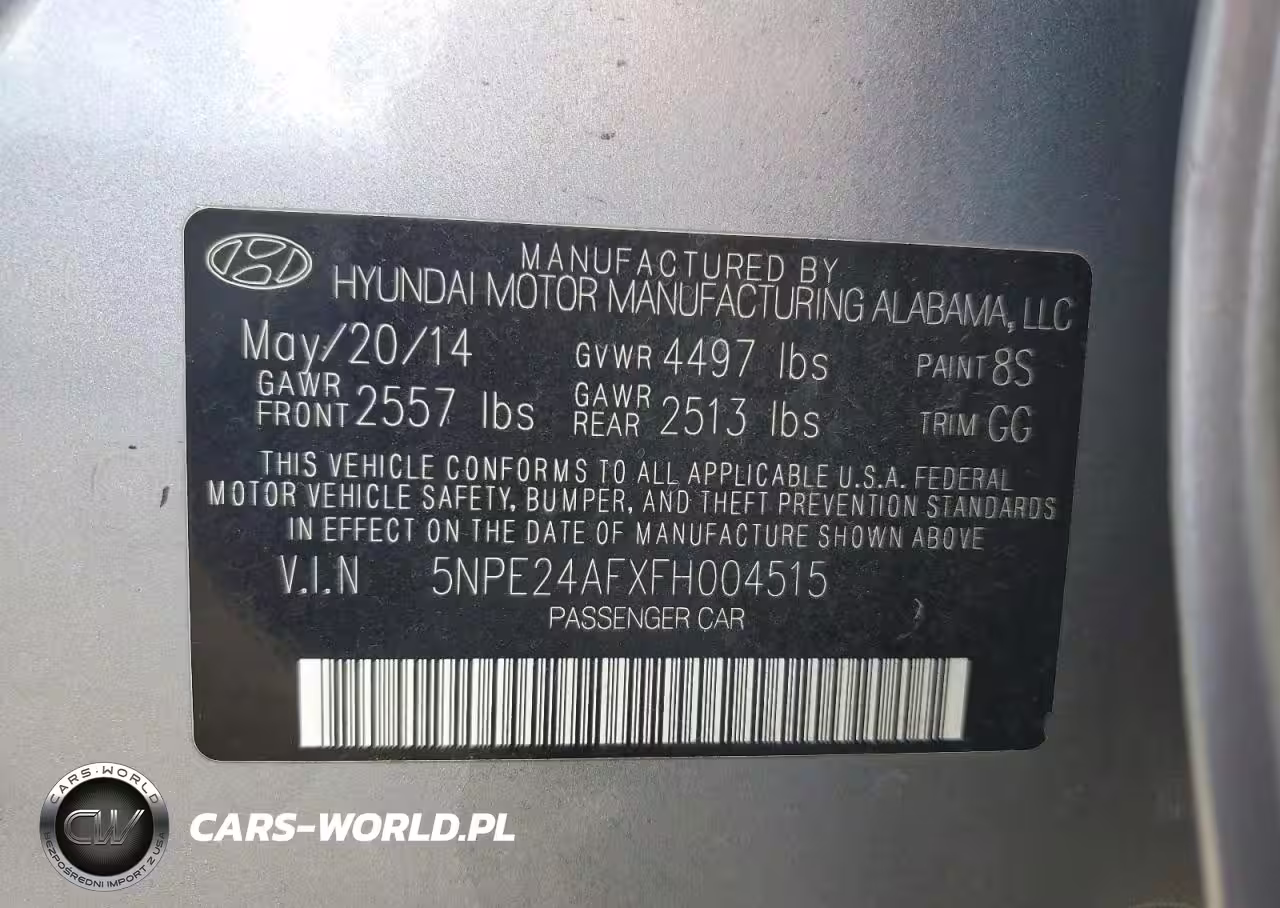 MANUFACTURED BY
HYUNDAI MOTOR MANUFACTURING ALABAMA, LLC
May/20/14 GVWR 4497 lbs PAINT 8S
GAWR FRONT 2557 lbs GAWR REAR 2513 lbs TRIM GG
THIS VEHICLE CONFORMS TO ALL APPLICABLE U.S.A. FEDERAL
MOTOR VEHICLE SAFETY, BUMPER, AND THEFT PREVENTION STANDARDS
IN EFFECT ON THE DATE OF MANUFACTURE SHOWN ABOVE
V.I.N 5NPE24AFXFH004515
PASSENGER CAR
CARS-WORLD
CW
BEZPOŚREDNI IMPORT Z USA
CARS-WORLD.PL